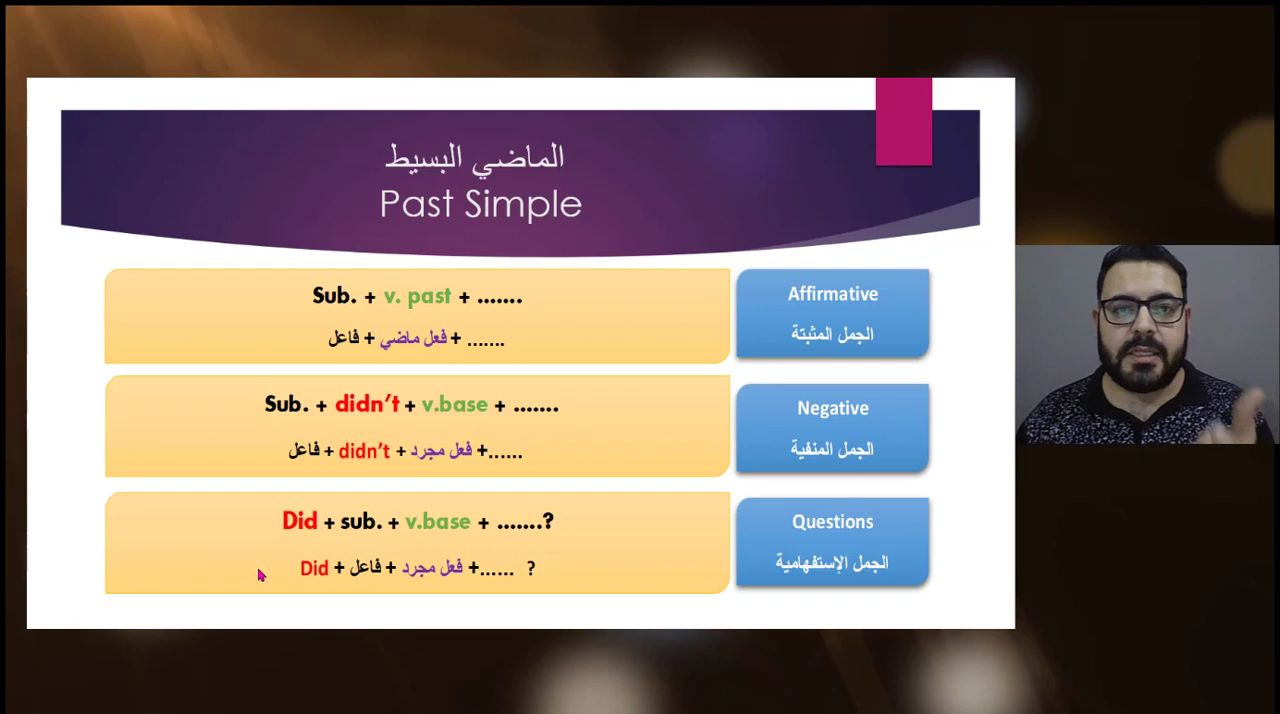 الماضي البسيط
Past Simple
Sub. + v. past + .......
فاعل + فعل ماضي + .......
Affirmative
الجمل المثبتة
Sub. + didn't + v.base + .......
فاعل + didn't + فعل مجرد +......
Negative
الجمل المنفية
Did + sub. + v.base + .......?
Did + فاعل + فعل مجرد +...... ?
Questions
الجمل الإستفهامية